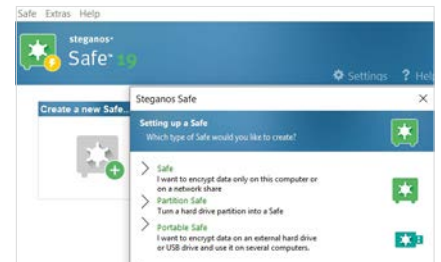 Safe Extras Help
steganos
Safe 19
Settings ? Help
Create a new Safe...
Steganos Safe
Setting up a Safe
Which type of Safe would you like to create?
Safe
I want to encrypt data only on this computer or
on a network share
Partition Safe
Turn a hard drive partition into a Safe
Portable Safe
I want to encrypt data on an external hard drive
or USB drive and use it on several computers.